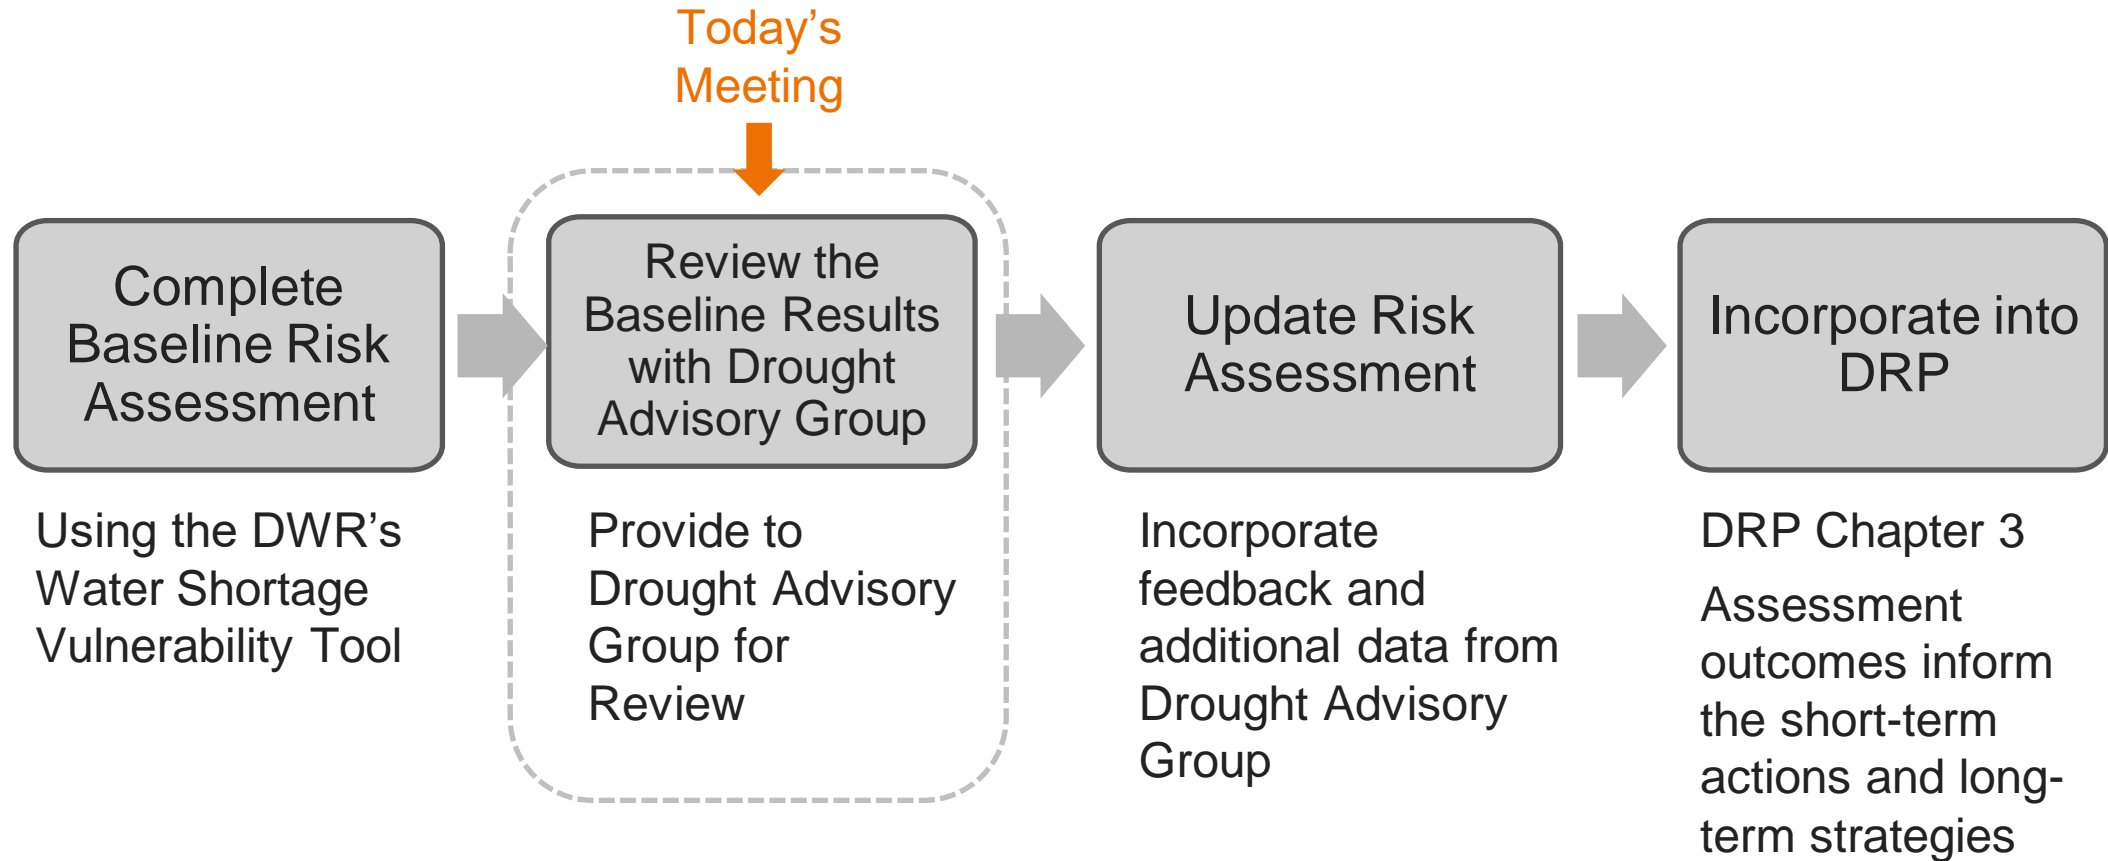 Today’s
Meeting
Complete
Baseline Risk
Assessment
Review the
Baseline Results
with Drought
Advisory Group
Update Risk
Assessment
Incorporate into
DRP
Using the DWR’s
Water Shortage
Vulnerability Tool
Provide to
Drought Advisory
Group for
Review
Incorporate
feedback and
additional data from
Drought Advisory
Group
DRP Chapter 3
Assessment
outcomes inform
the short-term
actions and long-
term strategies